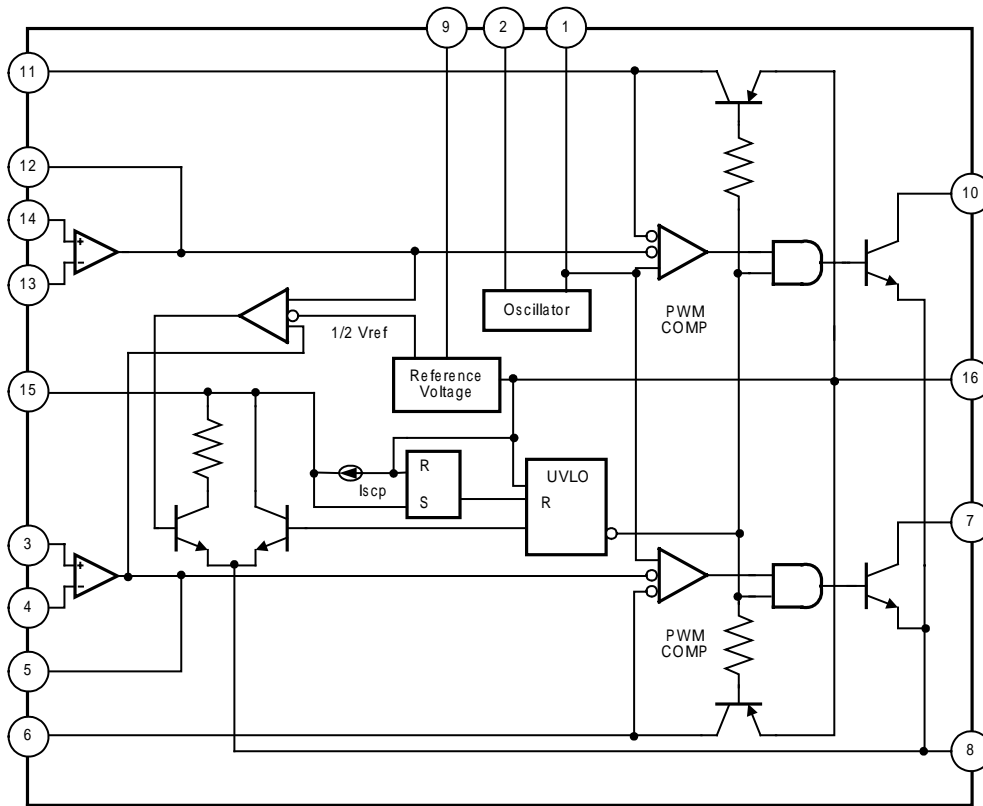 9 2 1
11
12
14
+
−
13
10
Oscillator
PWM
COMP
1/2 Vref
Reference
Voltage
15
16
R
S
Iscp
UVLO
R
3
+
−
4
7
PWM
COMP
5
6
8